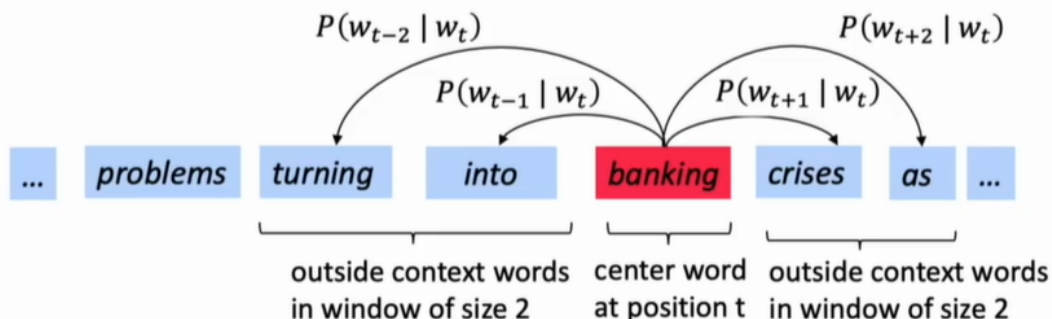 P(w_{t−2} | w_t) P(w_{t+2} | w_t)
P(w_{t−1} | w_t) P(w_{t+1} | w_t)
... problems turning into banking crises as ...
outside context words center word outside context words
in window of size 2 at position t in window of size 2